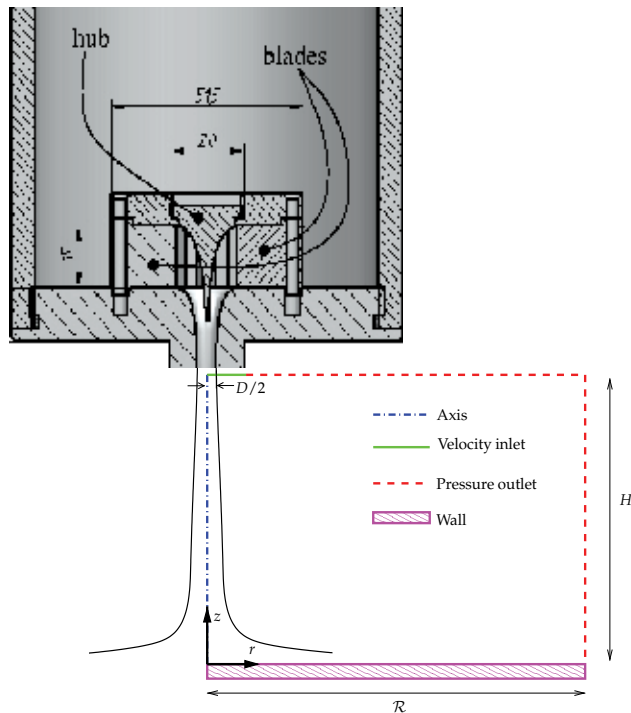 hub
blades
20
D/2
Axis
Velocity inlet
Pressure outlet
Wall
H
z
r
R